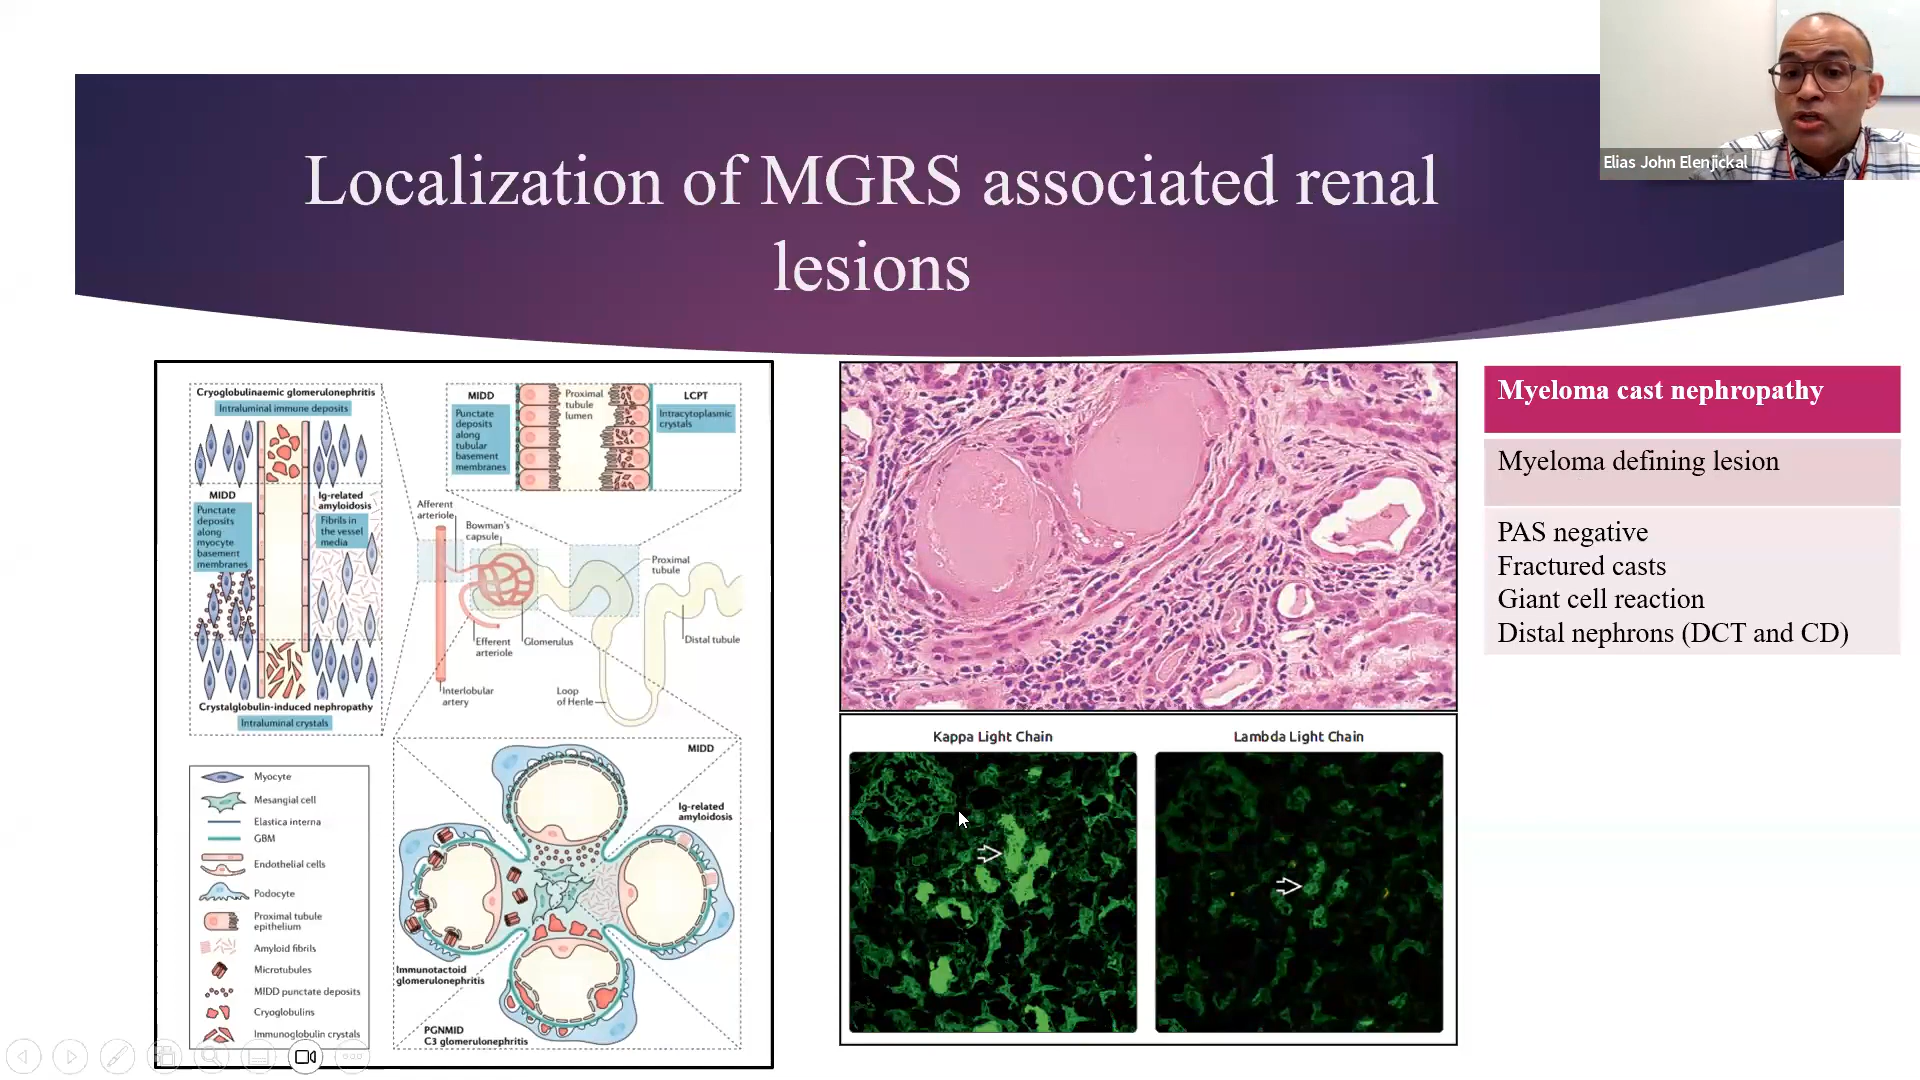 Localization of MGRS associated renal
lesions
Elias John Elenjickal
Cryoglobulinaemic glomerulonephritis
Intraluminal immune deposits
MIDD
Punctate
deposits
along
myocyte
basement
membranes
Ig-related
amyloidosis
Fibrils in
the vessel
media
Crystalglobulin-induced nephropathy
Intraluminal crystals
MIDD
Punctate
deposits
along
tubular
basement
membranes
Proximal
tubule
lumen
LCPT
Intracytoplasmic
crystals
Afferent
arteriole
Bowman's
capsule
Proximal
tubule
Efferent
arteriole
Glomerulus
Distal tubule
Interlobular
artery
Loop
of Henle
Myocyte
Mesangial cell
Elastica interna
GBM
Endothelial cells
Podocyte
Proximal tubule
epithelium
Amyloid fibrils
Microtubules
MIDD punctate deposits
Cryoglobulins
Immunoglobulin crystals
MIDD
Ig-related
amyloidosis
Immunotactoid
glomerulonephritis
PGNMID
C3 glomerulonephritis
Kappa Light Chain
Lambda Light Chain
Myeloma cast nephropathy
Myeloma defining lesion
PAS negative
Fractured casts
Giant cell reaction
Distal nephrons (DCT and CD)